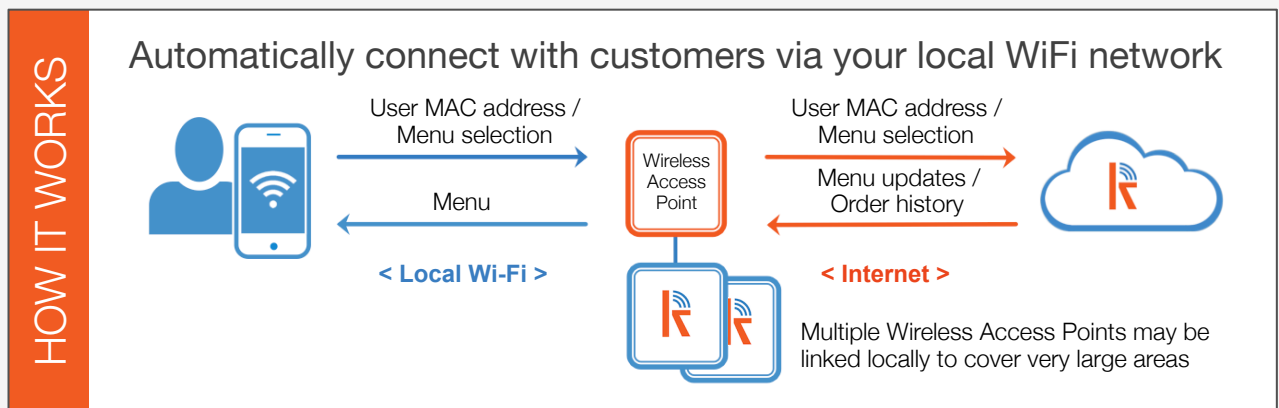 HOW IT WORKS
Automatically connect with customers via your local WiFi network
User MAC address /
Menu selection
Menu
< Local Wi-Fi >
Wireless
Access
Point
User MAC address /
Menu selection
Menu updates /
Order history
< Internet >
Multiple Wireless Access Points may be
linked locally to cover very large areas